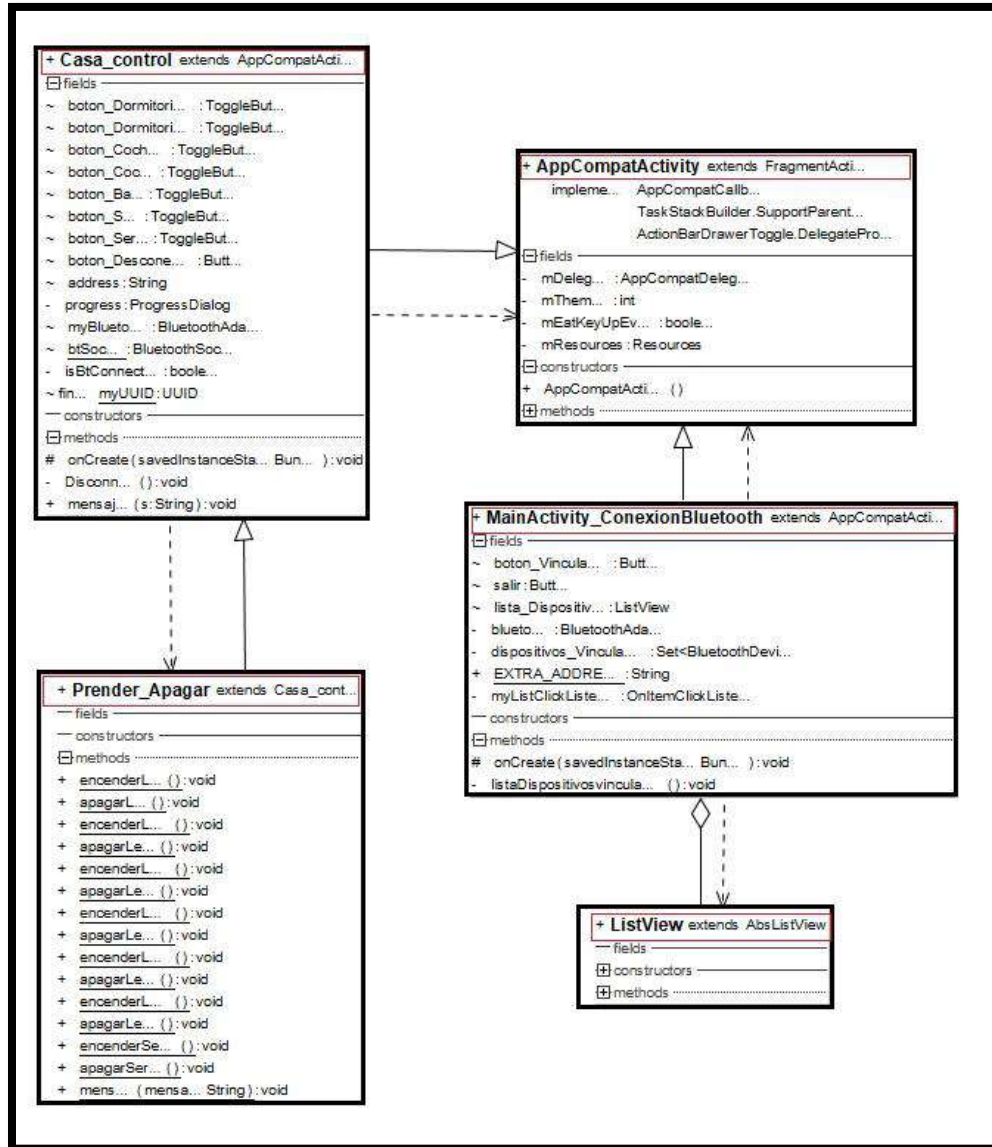 + Casa_control extends AppCompatActi...
fields
~ boton_Dormitori... : ToggleBut...
~ boton_Dormitori... : ToggleBut...
~ boton_Coch... : ToggleBut...
~ boton_Coc... : ToggleBut...
~ boton_Ba... : ToggleBut...
~ boton_S... : ToggleBut...
~ boton_Ser... : ToggleBut...
~ boton_Descone... : Butt...
~ address : String
- progress : ProgressDialog
~ myBlueto... : BluetoothAda...
~ btSoc... : BluetoothSoc...
- isBtConnect... : boole...
~ fin... myUUID : UUID
constructors
methods
# onCreate (savedInstanceSta... Bun... ) : void
- Disconn... () : void
+ mensaj... (s: String) : void
+ AppCompatActivity extends FragmentActi...
impleme... AppCompatCallb...
TaskStackBuilder.SupportParent...
ActionBarDrawerToggle.DelegatePro...
fields
- mDeleg... : AppCompatDeleg...
- mThem... : int
- mEatKeyUpEv... : boole...
- mResources : Resources
constructors
+ AppCompatActi... ()
methods
+ MainActivity_ConexionBluetooth extends AppCompatActi...
fields
~ boton_Vincula... : Butt...
~ salir : Butt...
~ lista_Dispositiv... : ListView
- blueto... : BluetoothAda...
- dispositivos_Vincula... : Set<BluetoothDevi...
+ EXTRA_ADDRE... : String
- myListClickListe... : OnItemClickListe...
constructors
methods
# onCreate (savedInstanceSta... Bun... ) : void
- listaDispositivosvincula... () : void
+ Prender_Apagar extends Casa_cont...
fields
constructors
methods
+ encenderL... () : void
+ apagarL... () : void
+ encenderL... () : void
+ apagarLe... () : void
+ encenderL... () : void
+ apagarLe... () : void
+ encenderL... () : void
+ apagarLe... () : void
+ encenderL... () : void
+ apagarLe... () : void
+ encenderL... () : void
+ apagarLe... () : void
+ encenderSe... () : void
+ apagarSer... () : void
+ mens... (mensa... String) : void
+ ListView extends AbsListView
fields
constructors
methods